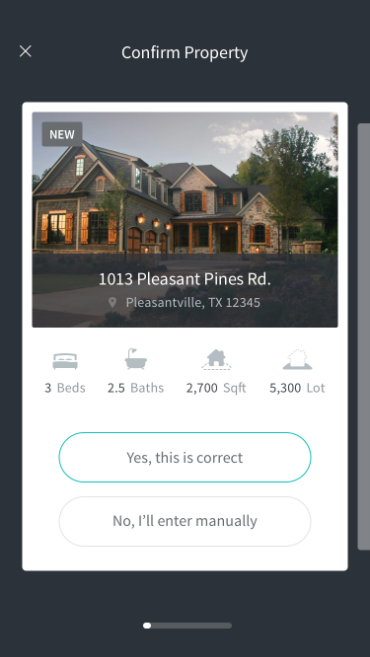 Confirm Property
NEW
1013 Pleasant Pines Rd.
Pleasantville, TX 12345
3 Beds 2.5 Baths 2,700 Sqft 5,300 Lot
Yes, this is correct
No, I’ll enter manually